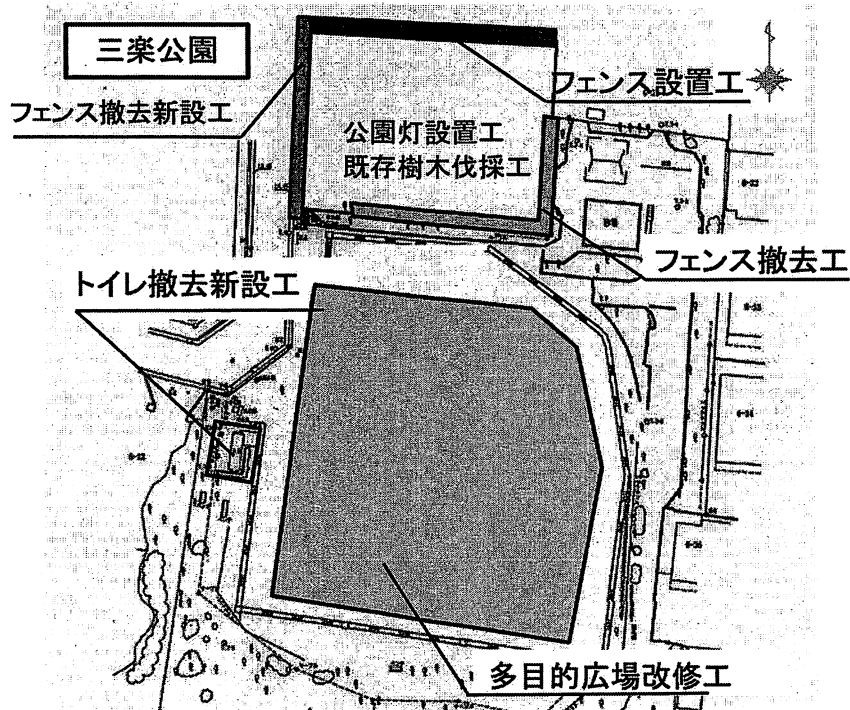 三楽公園
フェンス設置工
フェンス撤去新設工
公園灯設置工
既存樹木伐採工
フェンス撤去工
トイレ撤去新設工
多目的広場改修工